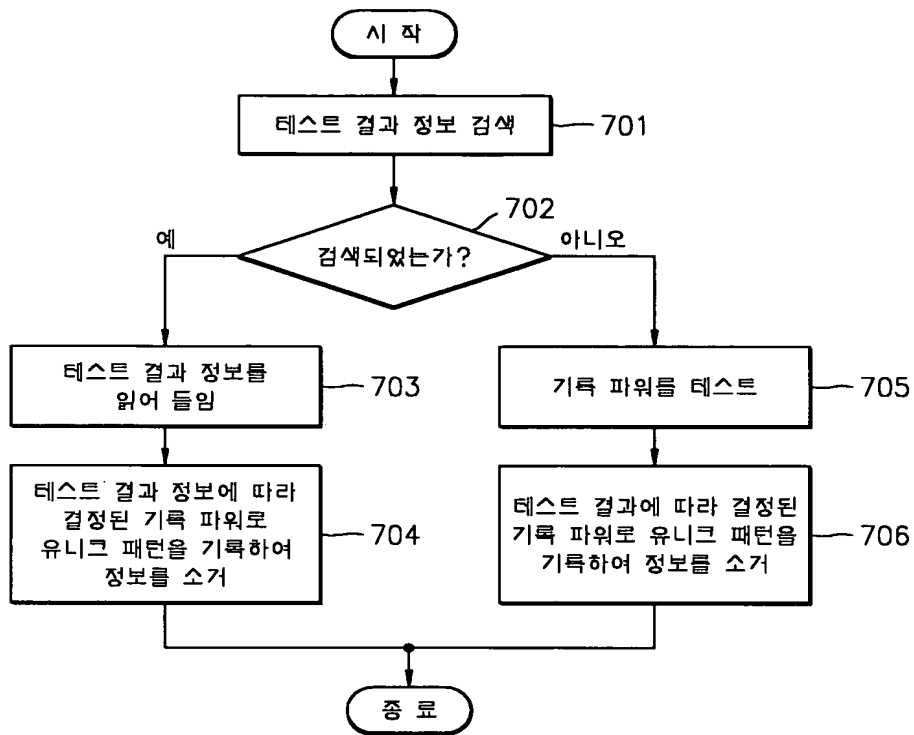 시 작
테스트 결과 정보 검색
701
702
예
검색되었는가?
아니오
테스트 결과 정보를
읽어 들임
703
기록 파워를 테스트
705
테스트 결과 정보에 따라
결정된 기록 파워로
유니크 패턴을 기록하여
정보를 소거
704
테스트 결과에 따라 결정된
기록 파워로 유니크 패턴을
기록하여 정보를 소거
706
종 료